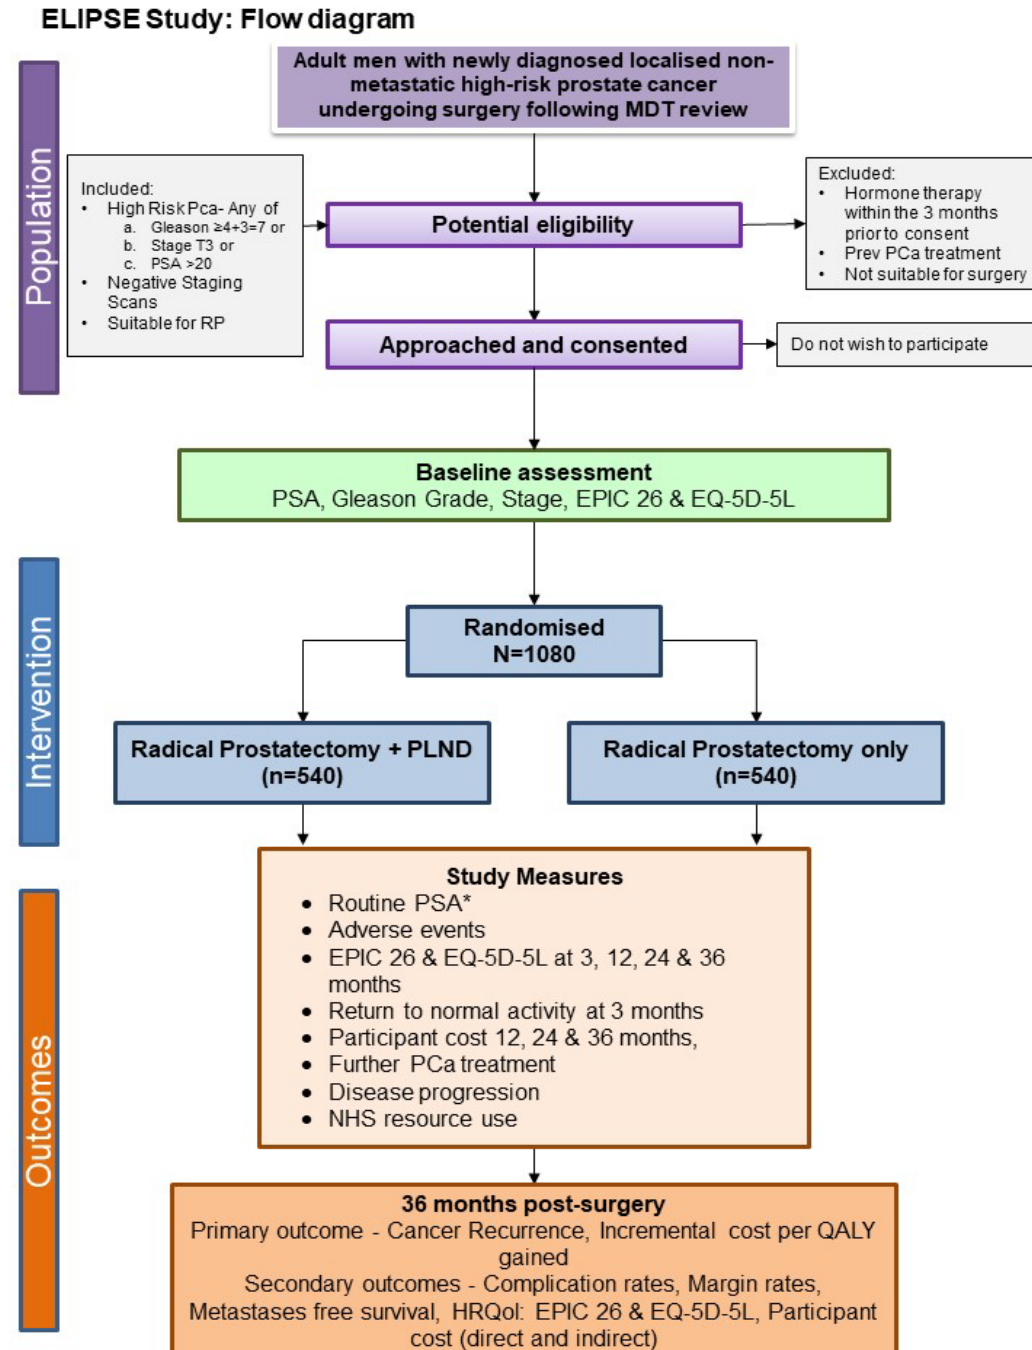 ELIPSE Study: Flow diagram
Population
Adult men with newly diagnosed localised non-
metastatic high-risk prostate cancer
undergoing surgery following MDT review
Included:
• High Risk Pca- Any of
a. Gleason ≥4+3=7 or
b. Stage T3 or
c. PSA >20
• Negative Staging
Scans
• Suitable for RP
Potential eligibility
Excluded:
• Hormone therapy
within the 3 months
prior to consent
• Prev PCa treatment
• Not suitable for surgery
Approached and consented
Do not wish to participate
Baseline assessment
PSA, Gleason Grade, Stage, EPIC 26 & EQ-5D-5L
Intervention
Randomised
N=1080
Radical Prostatectomy + PLND
(n=540)
Radical Prostatectomy only
(n=540)
Outcomes
Study Measures
• Routine PSA*
• Adverse events
• EPIC 26 & EQ-5D-5L at 3, 12, 24 & 36
months
• Return to normal activity at 3 months
• Participant cost 12, 24 & 36 months,
• Further PCa treatment
• Disease progression
• NHS resource use
36 months post-surgery
Primary outcome - Cancer Recurrence, Incremental cost per QALY
gained
Secondary outcomes - Complication rates, Margin rates,
Metastases free survival, HRQol: EPIC 26 & EQ-5D-5L, Participant
cost (direct and indirect)